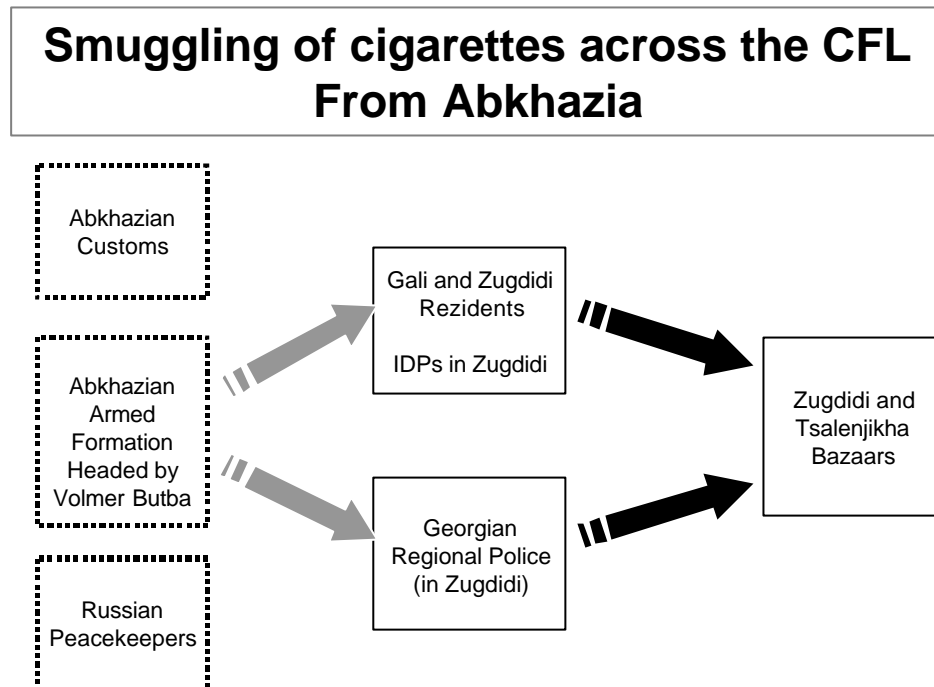 Smuggling of cigarettes across the CFL
From Abkhazia
Abkhazian
Customs
Abkhazian
Armed
Formation
Headed by
Volmer Butba
Russian
Peacekeepers
Gali and Zugdidi
Rezidents
IDPs in Zugdidi
Georgian
Regional Police
(in Zugdidi)
Zugdidi and
Tsalenjikha
Bazaars